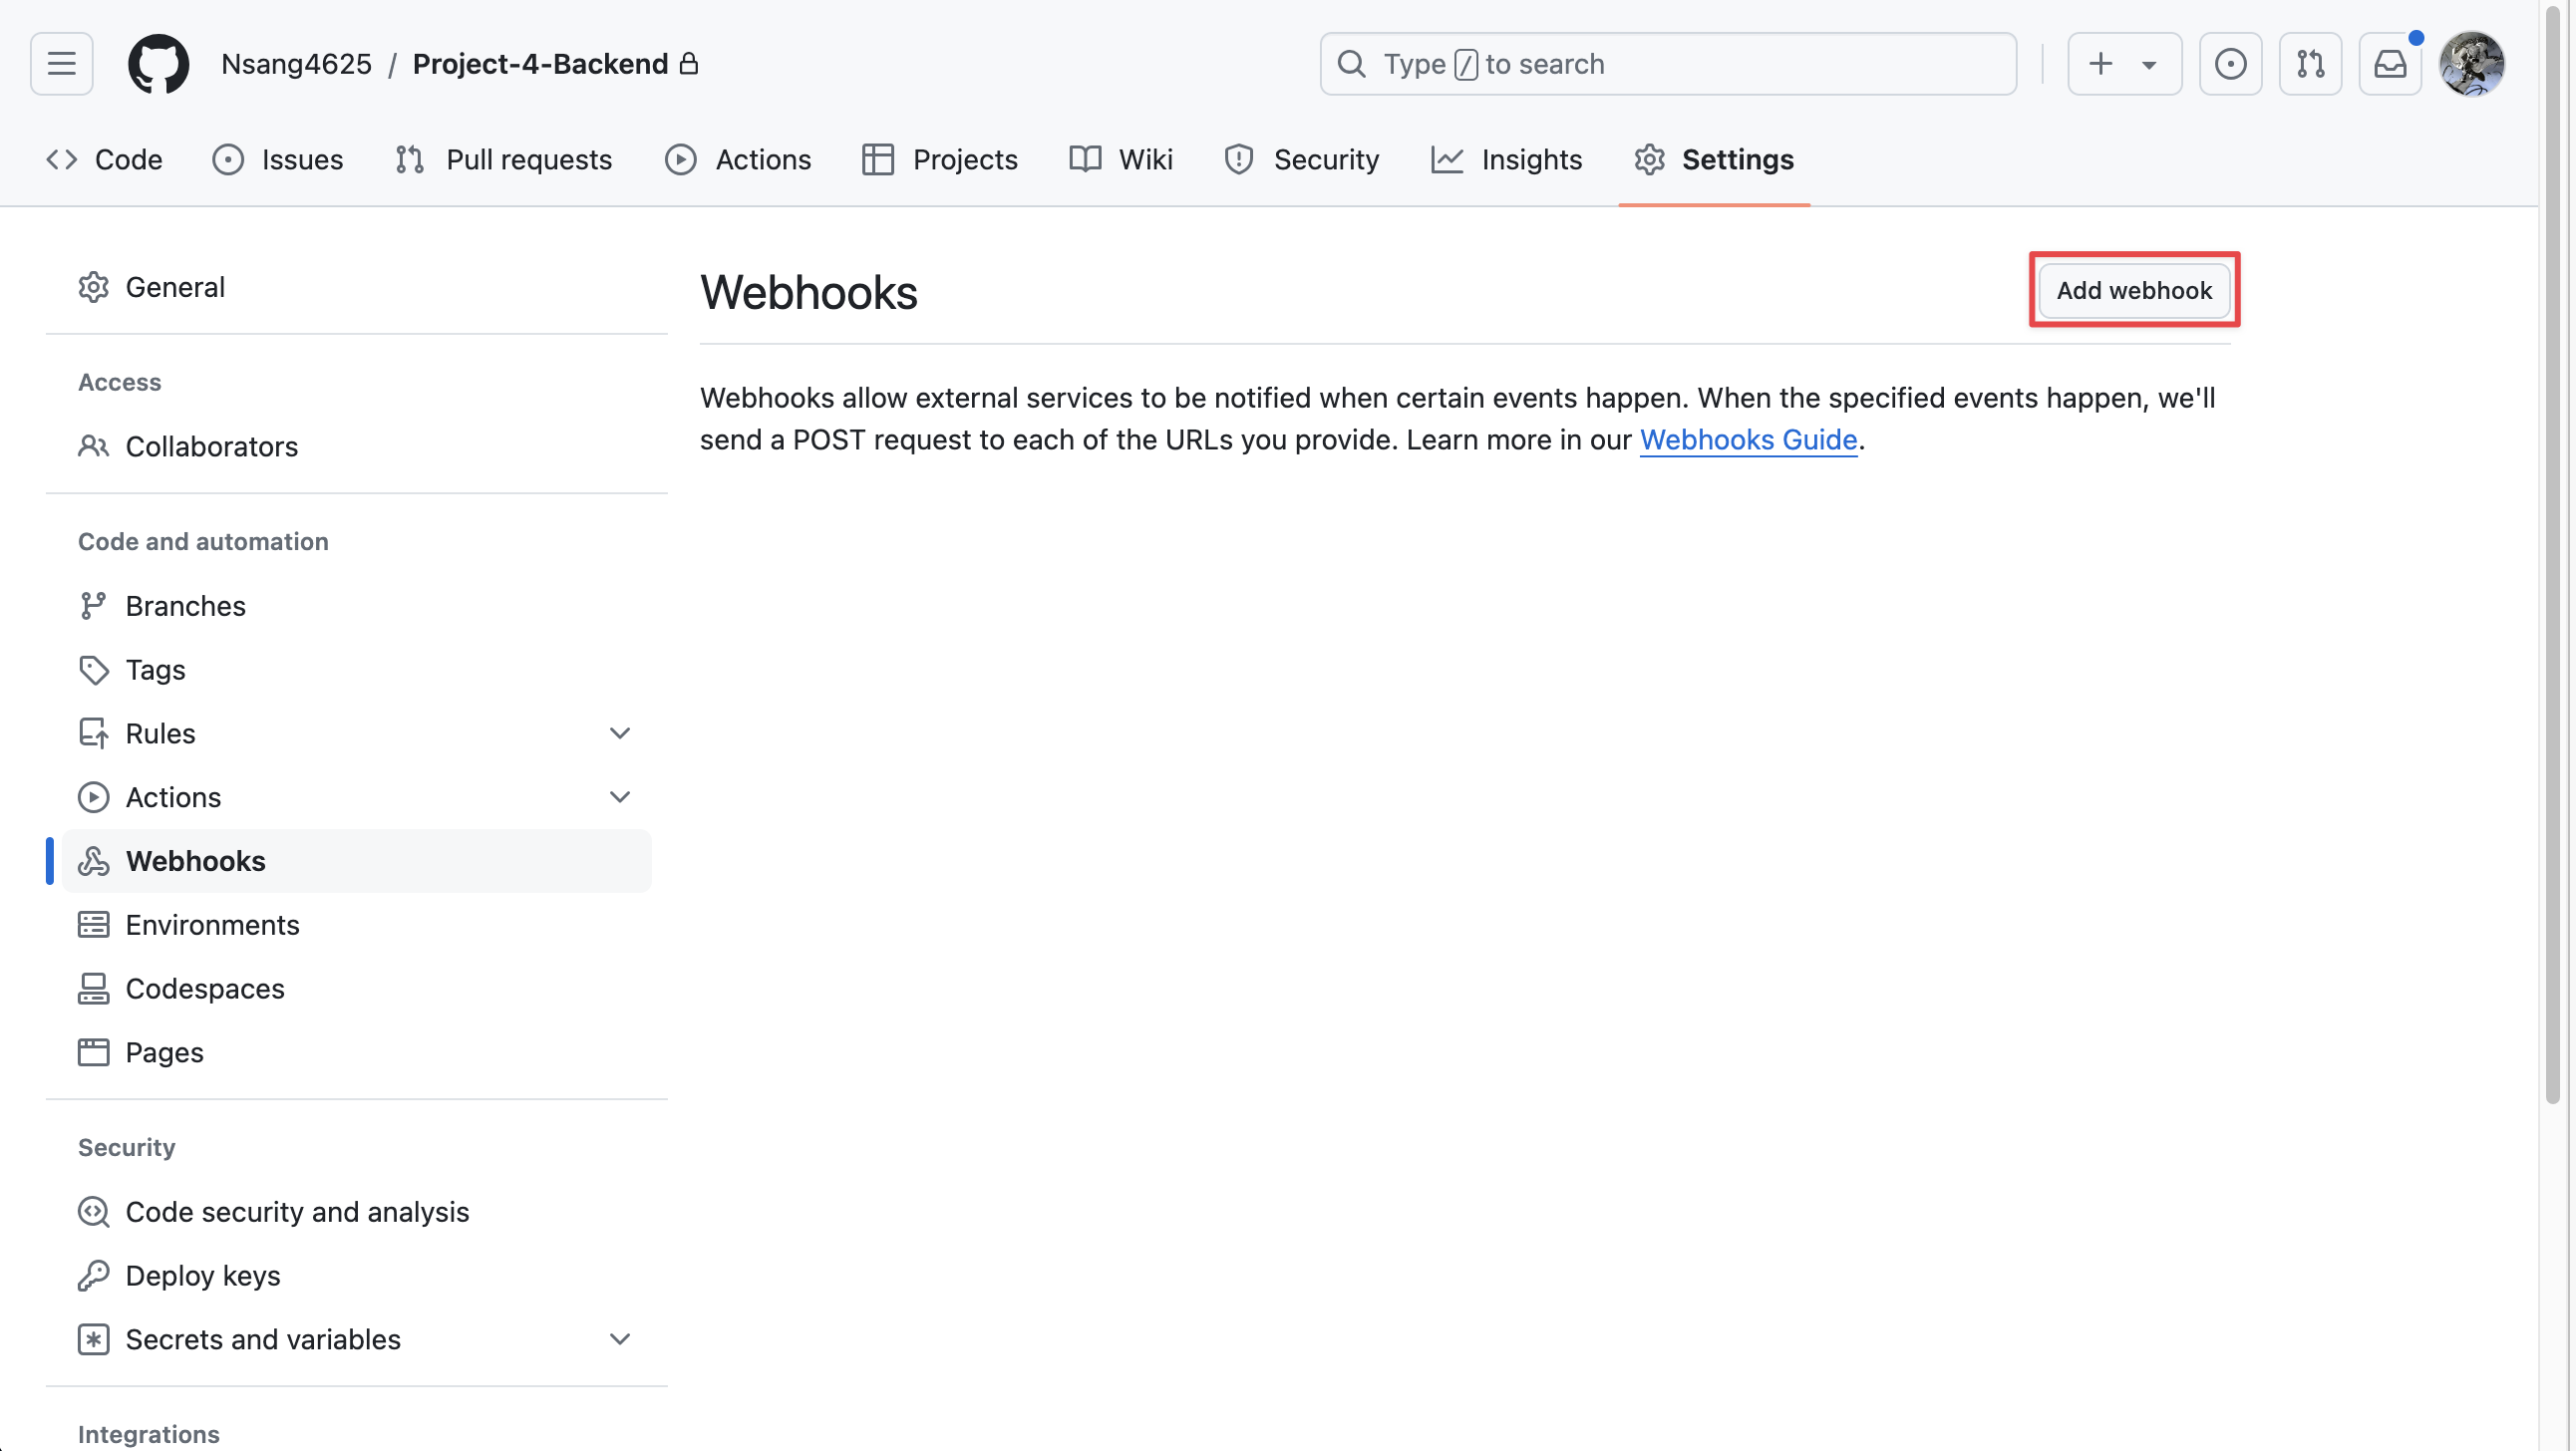 Nsang4625 / Project-4-Backend
Type / to search
Code
Issues
Pull requests
Actions
Projects
Wiki
Security
Insights
Settings
General
Access
Collaborators
Code and automation
Branches
Tags
Rules
Actions
Webhooks
Environments
Codespaces
Pages
Security
Code security and analysis
Deploy keys
Secrets and variables
Integrations
Webhooks
Add webhook
Webhooks allow external services to be notified when certain events happen. When the specified events happen, we'll
send a POST request to each of the URLs you provide. Learn more in our Webhooks Guide.